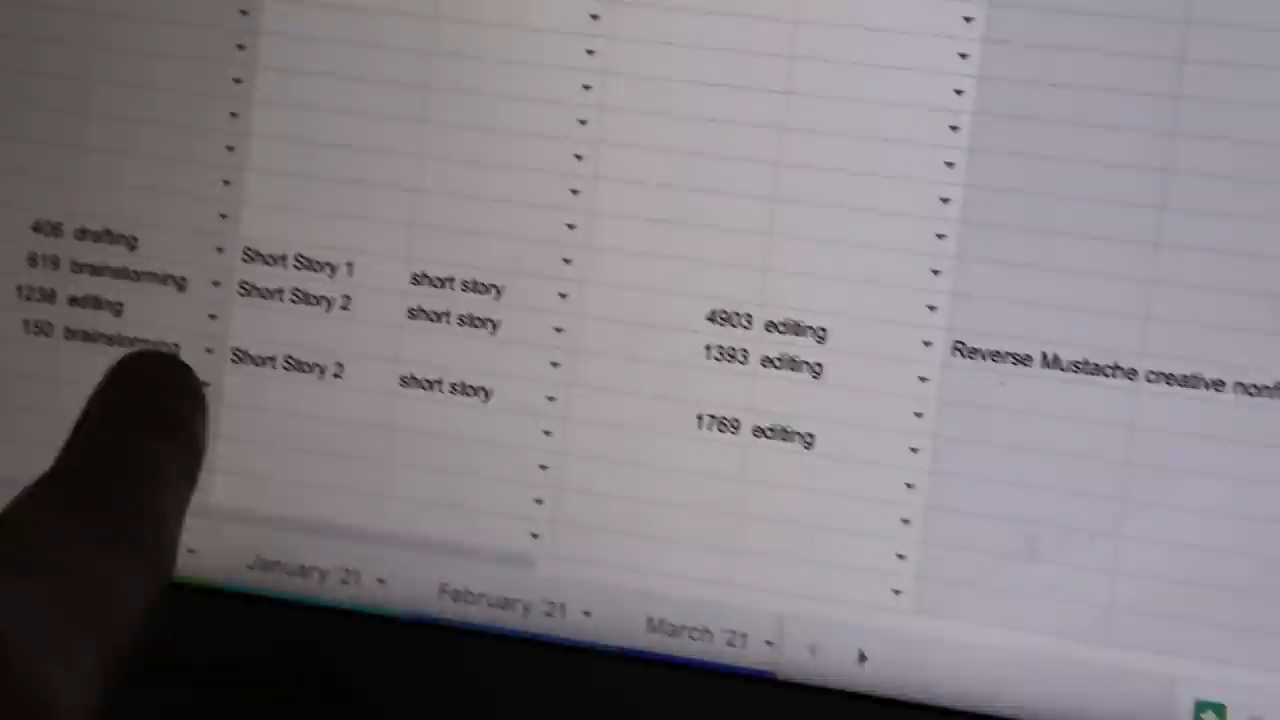 406 drafting
619 brainstorming Short Story 1 short story
1238 editing Short Story 2 short story 4903 editing
150 brainstorming 1393 editing Reverse Mustache creative
Short Story 2 short story
1769 editing
January '21 February '21 March '21